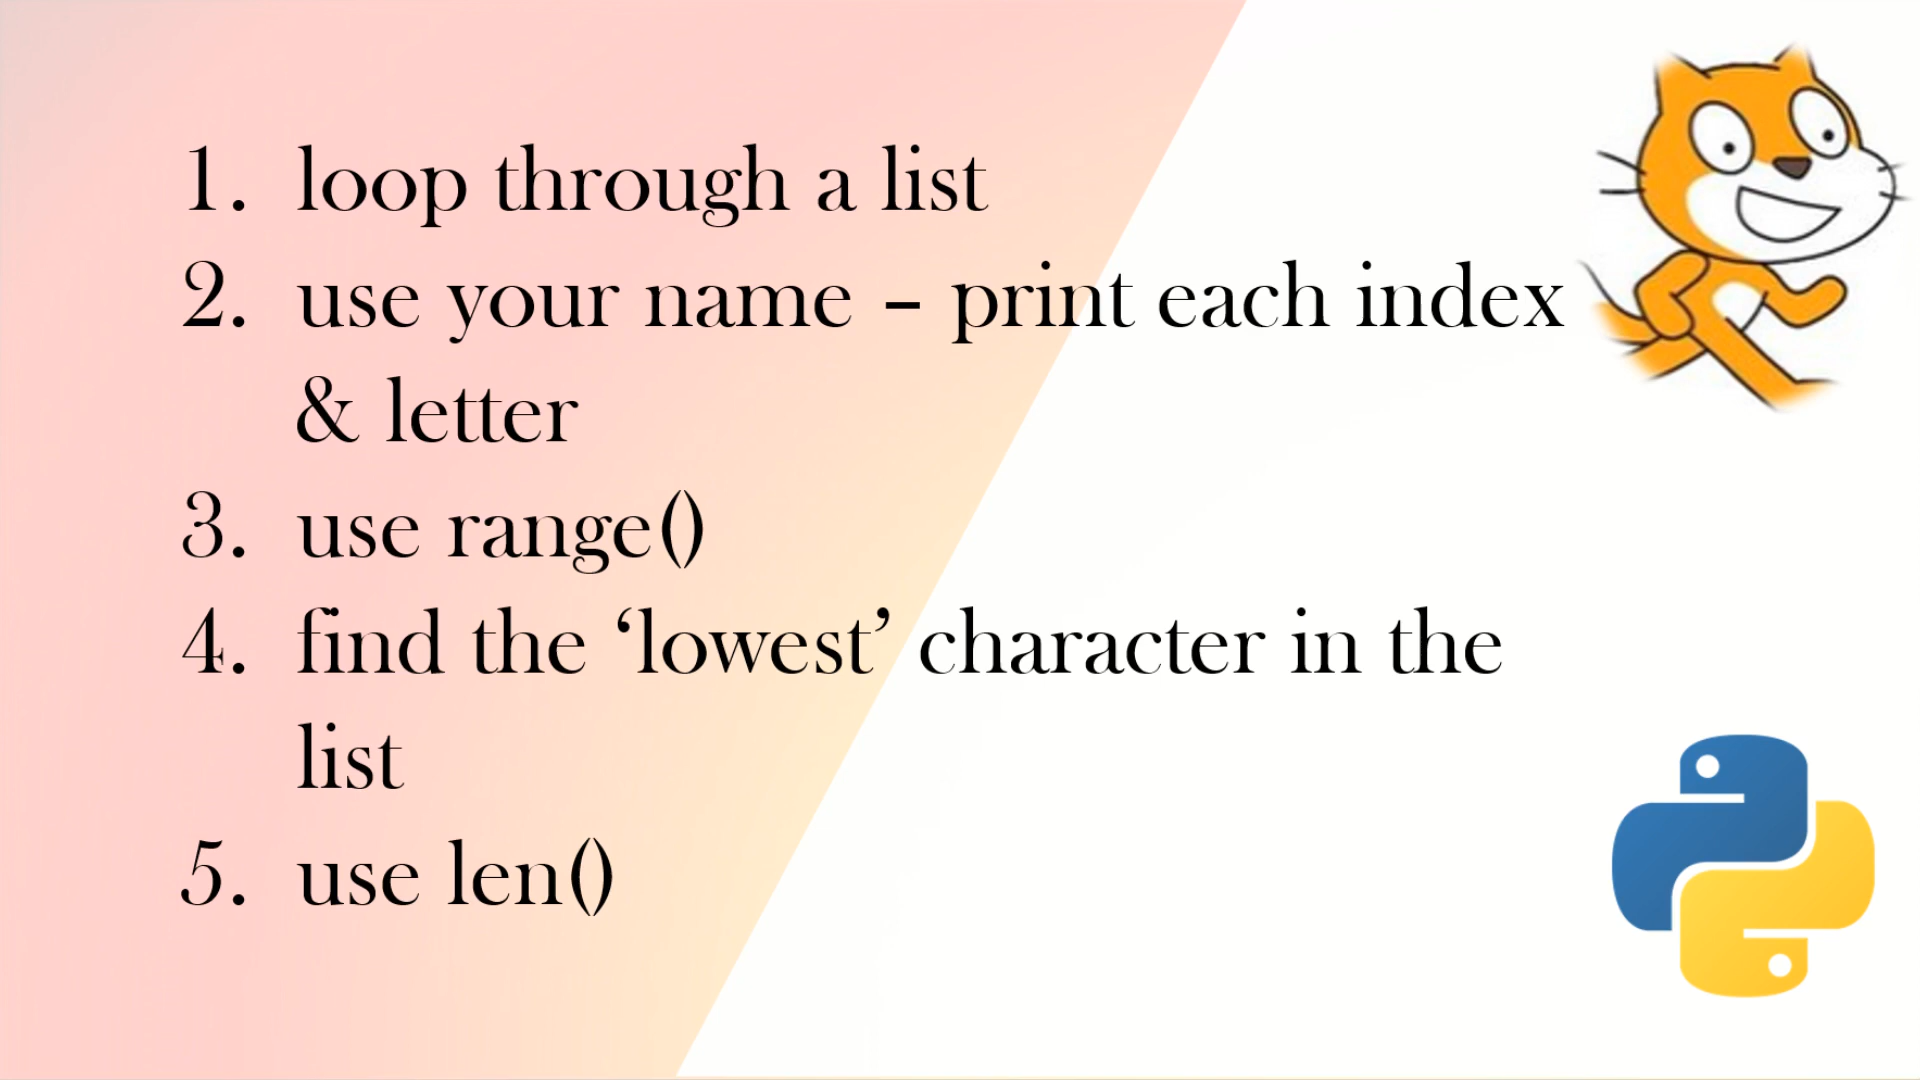 1. loop through a list
2. use your name – print each index
& letter
3. use range()
4. find the ‘lowest’ character in the
list
5. use len()